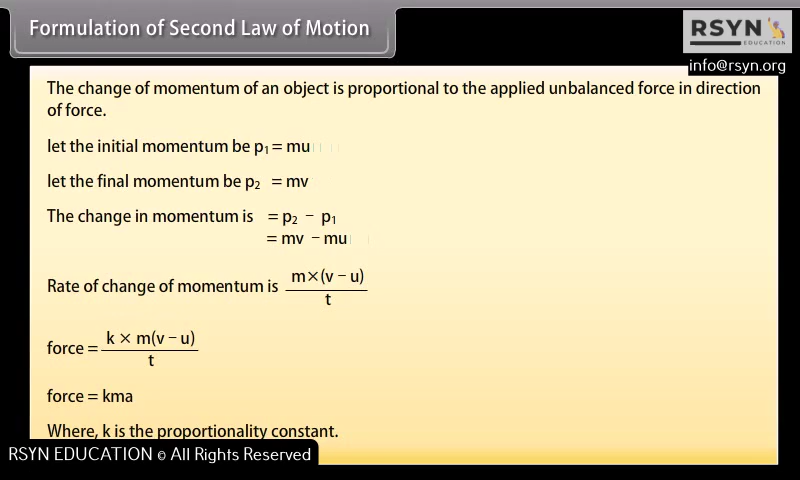 Formulation of Second Law of Motion
RSYN
EDUCATION
info@rsyn.org
The change of momentum of an object is proportional to the applied unbalanced force in direction
of force.
let the initial momentum be p₁ = mu
let the final momentum be p₂ = mv
The change in momentum is = p₂ − p₁
= mv − mu
Rate of change of momentum is m×(v − u)
t
force = k × m(v − u)
t
force = kma
Where, k is the proportionality constant.
RSYN EDUCATION © All Rights Reserved